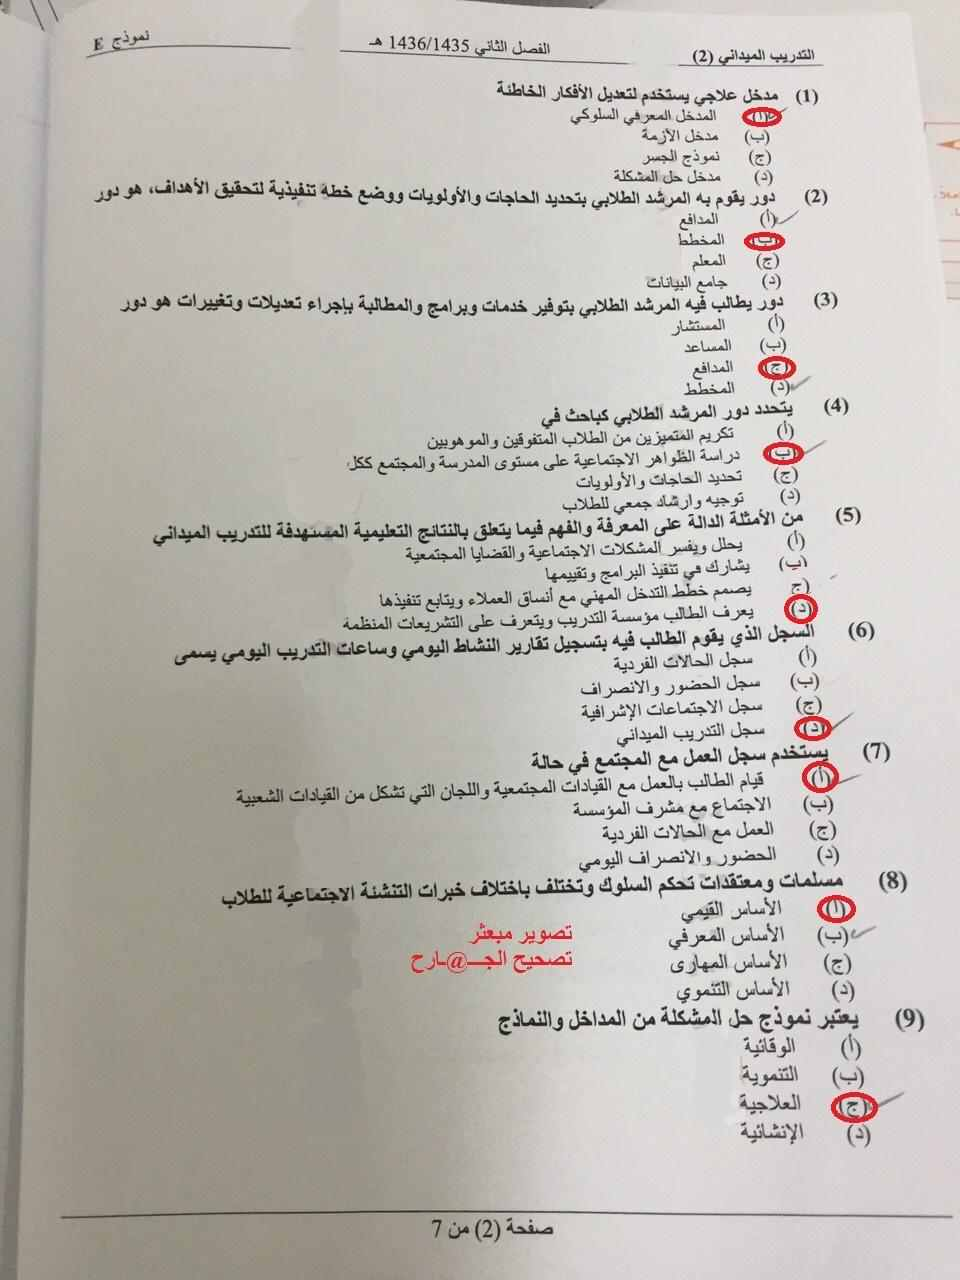 التدريب الميداني (2) الفصل الثاني 1436/1435 هـ نموذج E
(1) مدخل علاجي يستخدم لتعديل الأفكار الخاطئة
(أ) المدخل المعرفي السلوكي
(ب) مدخل الأزمة
(ج) نموذج الجسر
(د) مدخل حل المشكلة
(2) دور يقوم به المرشد الطلابي بتحديد الحاجات والأولويات ووضع خطة تنفيذية لتحقيق الأهداف، هو دور
(أ) المدافع
(ب) المخطط
(ج) المعلم
(د) جامع البيانات
(3) دور يطالب فيه المرشد الطلابي بتوفير خدمات وبرامج والمطالبة بإجراء تعديلات وتغييرات هو دور
(أ) المستشار
(ب) المساعد
(ج) المدافع
(د) المخطط
(4) يتحدد دور المرشد الطلابي كباحث في
(أ) تكريم المتميزين من الطلاب المتفوقين والموهوبين
(ب) دراسة الظواهر الاجتماعية على مستوى المدرسة والمجتمع ككل
(ج) تحديد الحاجات والأولويات
(د) توجيه وارشاد جمعي للطلاب
(5) من الأمثلة الدالة على المعرفة والفهم فيما يتعلق بالنتائج التعليمية المستهدفة للتدريب الميداني
(أ) يحلل ويفسر المشكلات الاجتماعية والقضايا المجتمعية
(ب) يشارك في تنفيذ البرامج وتقييمها
(ج) يصمم خطط التدخل المهني مع أنساق العملاء ويتابع تنفيذها
(د) يعرف الطالب مؤسسة التدريب ويتعرف على التشريعات المنظمة
(6) السجل الذي يقوم الطالب فيه بتسجيل تقارير النشاط اليومي وساعات التدريب اليومي يسمى
(أ) سجل الحالات الفردية
(ب) سجل الحضور والانصراف
(ج) سجل الاجتماعات الإشرافية
(د) سجل التدريب الميداني
(7) يستخدم سجل العمل مع المجتمع في حالة
(أ) قيام الطالب بالعمل مع القيادات المجتمعية واللجان التي تشكل من القيادات الشعبية
(ب) الاجتماع مع مشرف المؤسسة
(ج) العمل مع الحالات الفردية
(د) الحضور والانصراف اليومي
(8) مسلمات ومعتقدات تحكم السلوك وتختلف باختلاف خبرات التنشئة الاجتماعية للطلاب
(أ) الأساس القيمي
(ب) الأساس المعرفي
(ج) الأساس المهارى
(د) الأساس التنموي
تصوير مبعثر
تصحيح الجـــ@ـارح
(9) يعتبر نموذج حل المشكلة من المداخل والنماذج
(أ) الوقائية
(ب) التنموية
(ج) العلاجية
(د) الإنشائية
صفحة (2) من 7